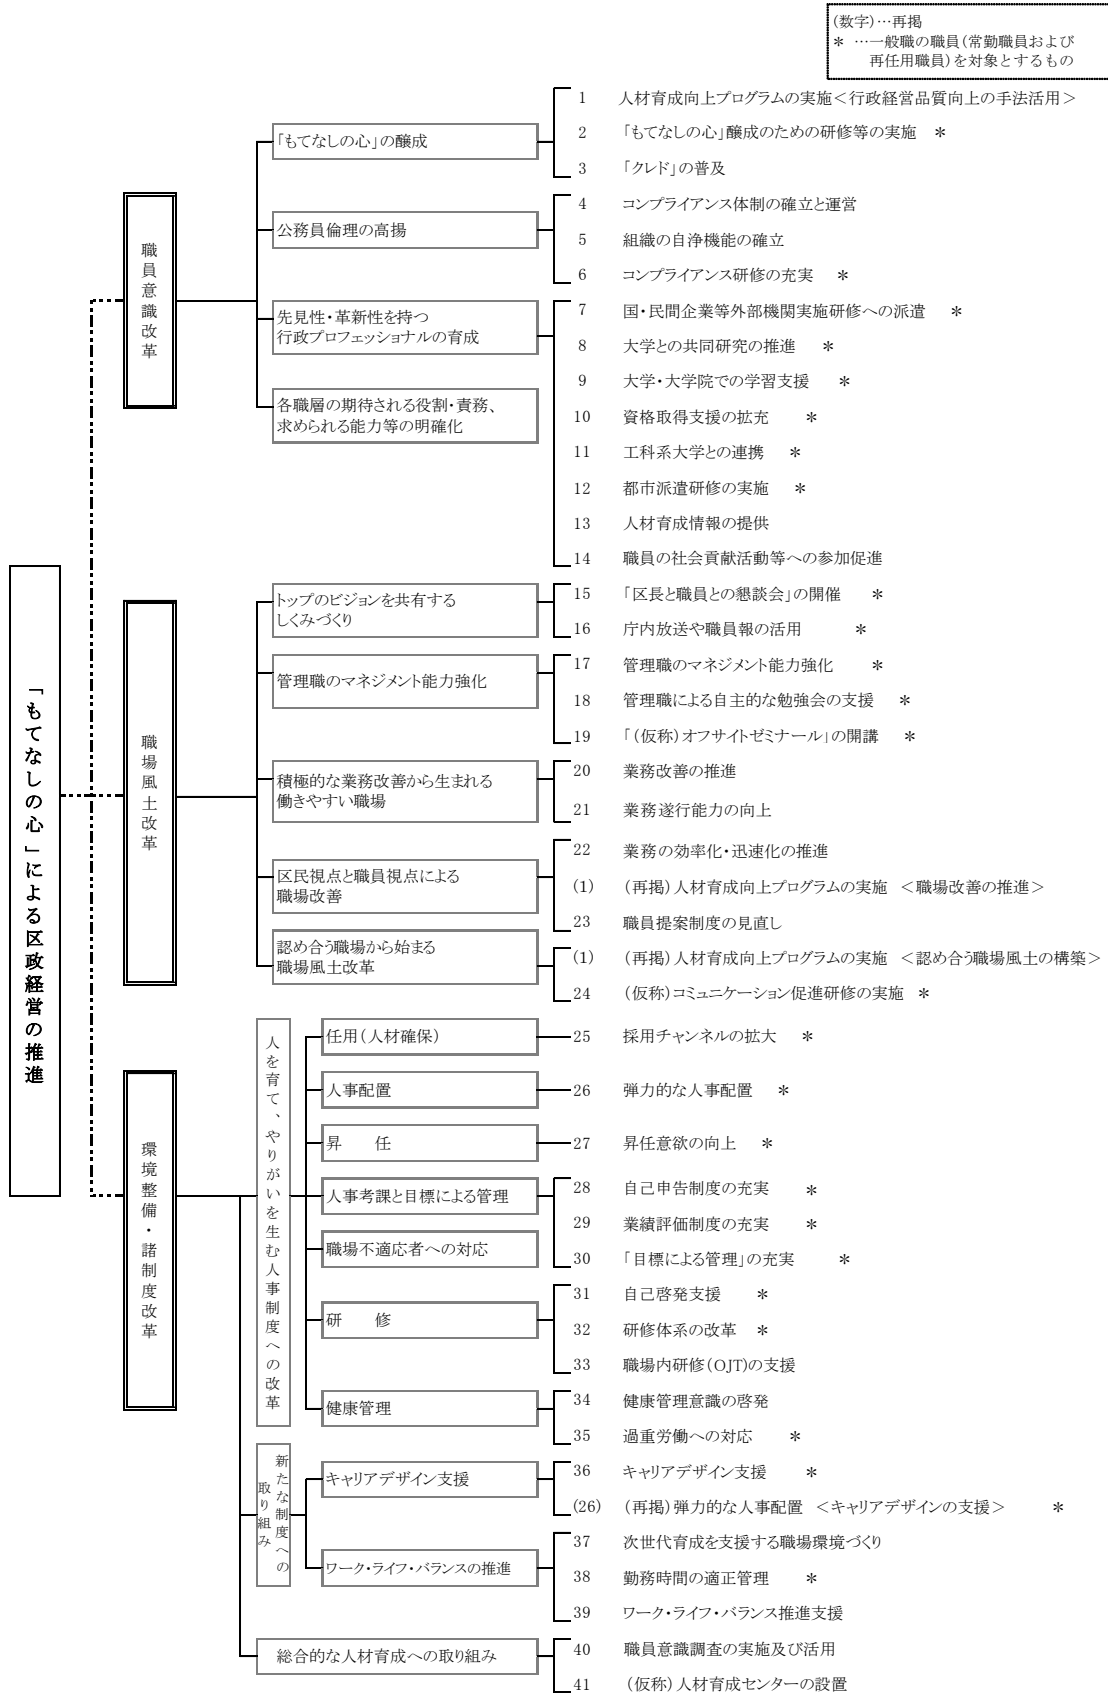 (数字)…再掲
＊ …一般職の職員(常勤職員および
再任用職員)を対象とするもの
「もてなしの心」による区政経営の推進
職員意識改革
「もてなしの心」の醸成
1 人材育成向上プログラムの実施＜行政経営品質向上の手法活用＞
2 「もてなしの心」醸成のための研修等の実施 ＊
3 「クレド」の普及
公務員倫理の高揚
4 コンプライアンス体制の確立と運営
5 組織の自浄機能の確立
6 コンプライアンス研修の充実 ＊
先見性・革新性を持つ
行政プロフェッショナルの育成
各職層の期待される役割・責務、
求められる能力等の明確化
7 国・民間企業等外部機関実施研修への派遣 ＊
8 大学との共同研究の推進 ＊
9 大学・大学院での学習支援 ＊
10 資格取得支援の拡充 ＊
11 工科系大学との連携 ＊
12 都市派遣研修の実施 ＊
13 人材育成情報の提供
14 職員の社会貢献活動等への参加促進
職場風土改革
トップのビジョンを共有する
しくみづくり
15 「区長と職員との懇談会」の開催 ＊
16 庁内放送や職員報の活用 ＊
管理職のマネジメント能力強化
17 管理職のマネジメント能力強化 ＊
18 管理職による自主的な勉強会の支援 ＊
19 「(仮称)オフサイトゼミナール」の開講 ＊
積極的な業務改善から生まれる
働きやすい職場
20 業務改善の推進
21 業務遂行能力の向上
区民視点と職員視点による
職場改善
22 業務の効率化・迅速化の推進
(1) (再掲)人材育成向上プログラムの実施 ＜職場改善の推進＞
23 職員提案制度の見直し
認め合う職場から始まる
職場風土改革
(1) (再掲)人材育成向上プログラムの実施 ＜認め合う職場風土の構築＞
24 (仮称)コミュニケーション促進研修の実施 ＊
環境整備・諸制度改革
人を育て、やりがいを生む人事制度への改革
任用(人材確保)
25 採用チャンネルの拡大 ＊
人事配置
26 弾力的な人事配置 ＊
昇 任
27 昇任意欲の向上 ＊
人事考課と目標による管理
職場不適応者への対応
28 自己申告制度の充実 ＊
29 業績評価制度の充実 ＊
30 「目標による管理」の充実 ＊
研 修
31 自己啓発支援 ＊
32 研修体系の改革 ＊
33 職場内研修(OJT)の支援
健康管理
34 健康管理意識の啓発
35 過重労働への対応 ＊
新たな制度への
取り組み
キャリアデザイン支援
36 キャリアデザイン支援 ＊
(26) (再掲)弾力的な人事配置 ＜キャリアデザインの支援＞ ＊
ワーク・ライフ・バランスの推進
37 次世代育成を支援する職場環境づくり
38 勤務時間の適正管理 ＊
39 ワーク・ライフ・バランス推進支援
総合的な人材育成への取り組み
40 職員意識調査の実施及び活用
41 (仮称)人材育成センターの設置